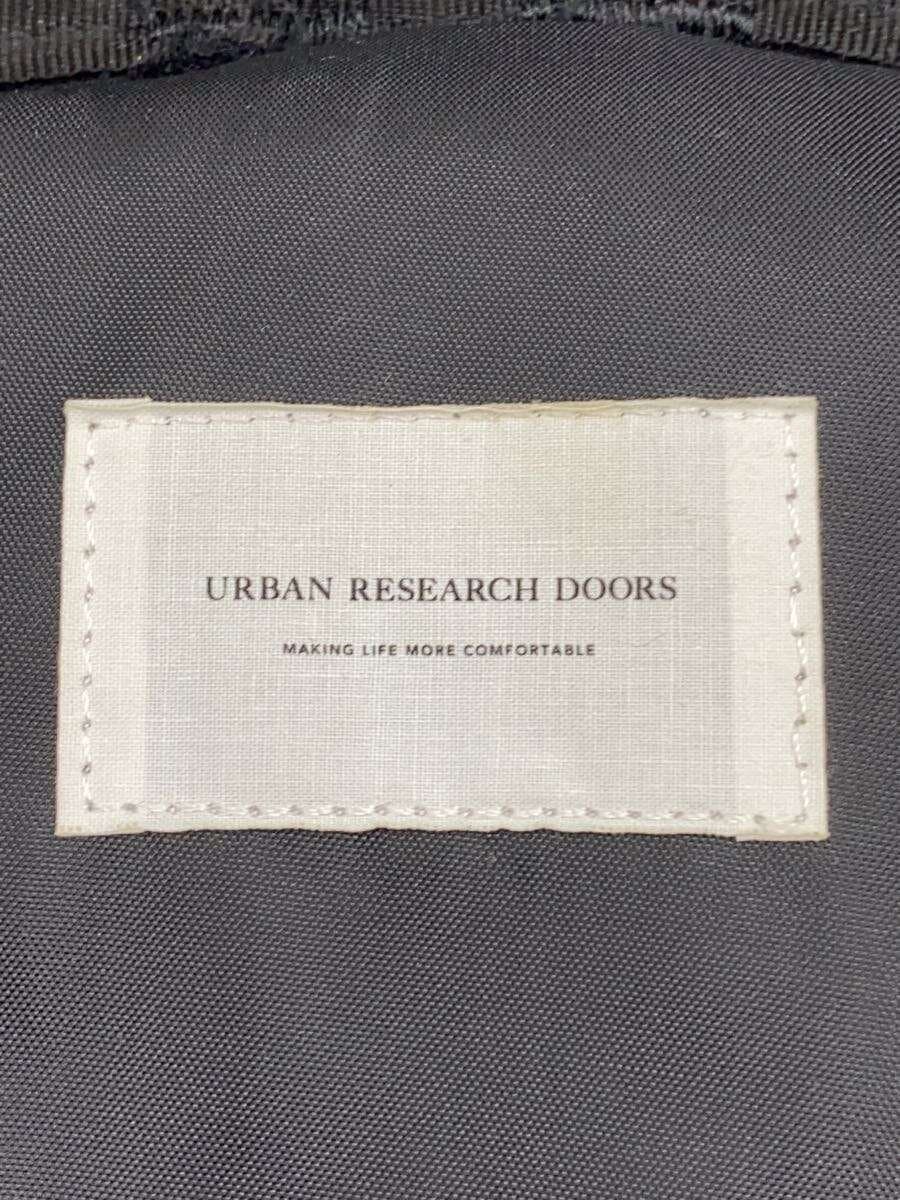 URBAN RESEARCH DOORS
MAKING LIFE MORE COMFORTABLE